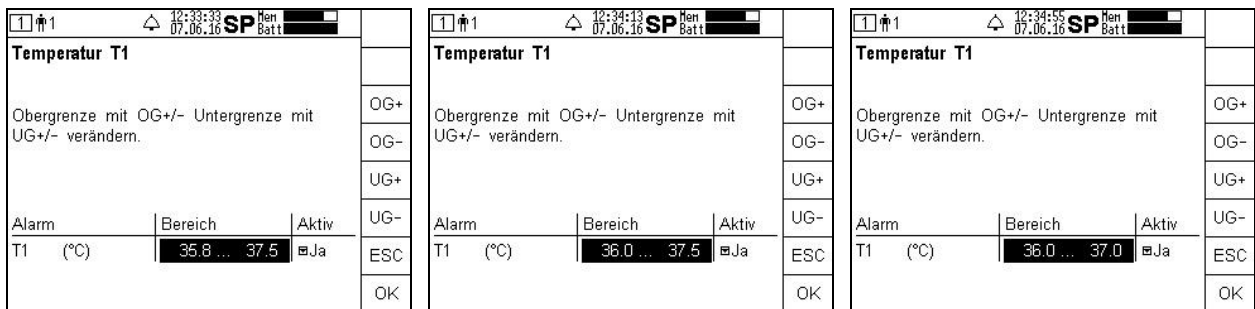 1 1 12:33:33 07.06.16 SP Mem Batt
Temperatur T1
Obergrenze mit OG+/- Untergrenze mit
UG+/- verändern.
Alarm Bereich Aktiv
T1 (°C) 35.8 ... 37.5 Ja
OG+
OG-
UG+
UG-
ESC
OK
1 1 12:34:13 07.06.16 SP Mem Batt
Temperatur T1
Obergrenze mit OG+/- Untergrenze mit
UG+/- verändern.
Alarm Bereich Aktiv
T1 (°C) 36.0 ... 37.5 Ja
OG+
OG-
UG+
UG-
ESC
OK
1 1 12:34:55 07.06.16 SP Mem Batt
Temperatur T1
Obergrenze mit OG+/- Untergrenze mit
UG+/- verändern.
Alarm Bereich Aktiv
T1 (°C) 36.0 ... 37.0 Ja
OG+
OG-
UG+
UG-
ESC
OK